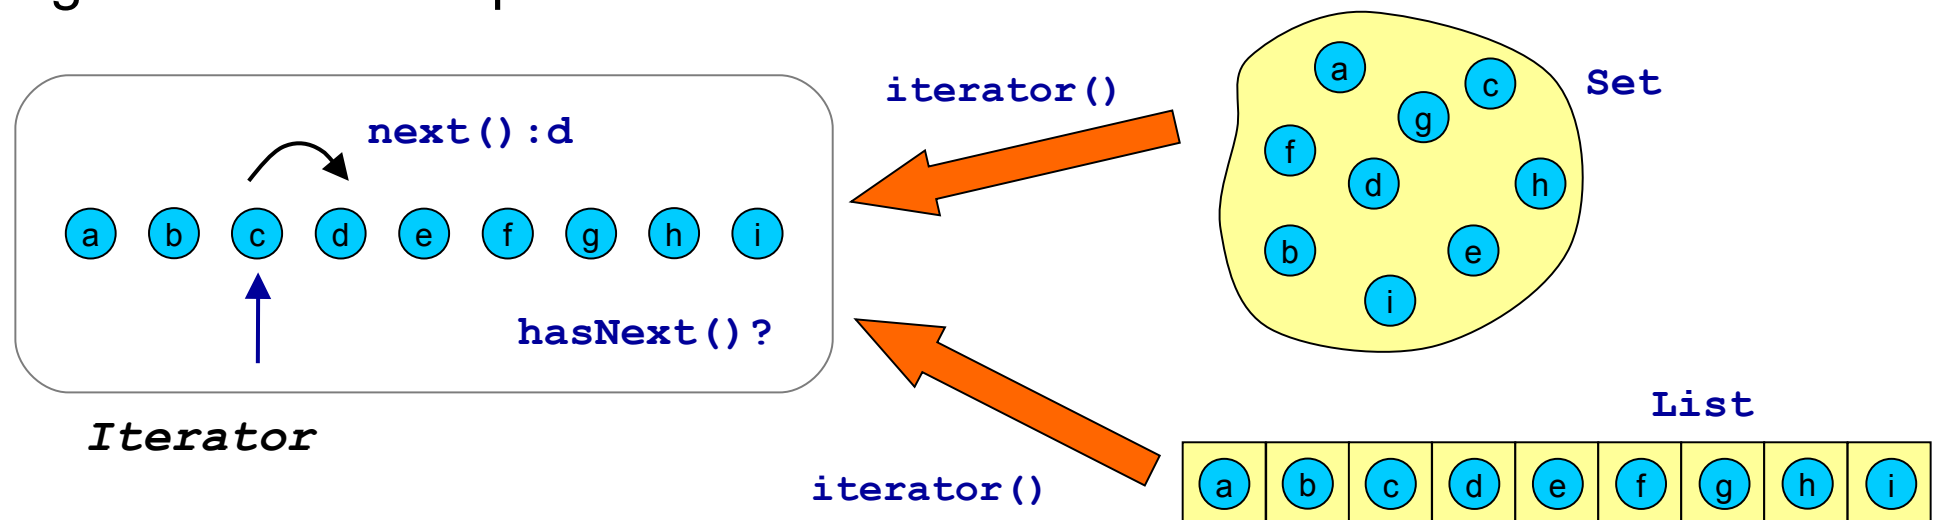 iterator()
Set
next():d
a b c d e f g h i
hasNext()?
Iterator
a
c
g
f
d
h
b
e
i
List
iterator()
a b c d e f g h i